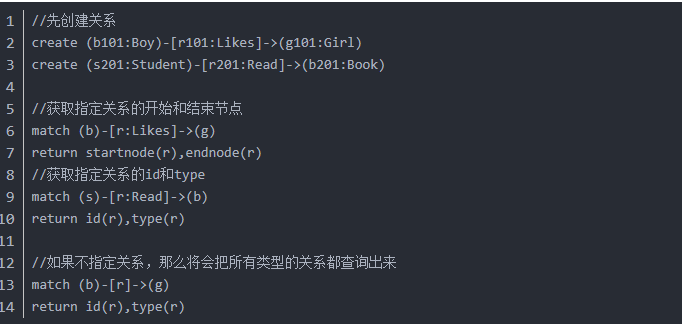 1 //先创建关系
2 create (b101:Boy)-[r101:Likes]->(g101:Girl)
3 create (s201:Student)-[r201:Read]->(b201:Book)
4
5 //获取指定关系的开始和结束节点
6 match (b)-[r:Likes]->(g)
7 return startnode(r),endnode(r)
8 //获取指定关系的id和type
9 match (s)-[r:Read]->(b)
10 return id(r),type(r)
11
12 //如果不指定关系，那么将会把所有类型的关系都查询出来
13 match (b)-[r]->(g)
14 return id(r),type(r)